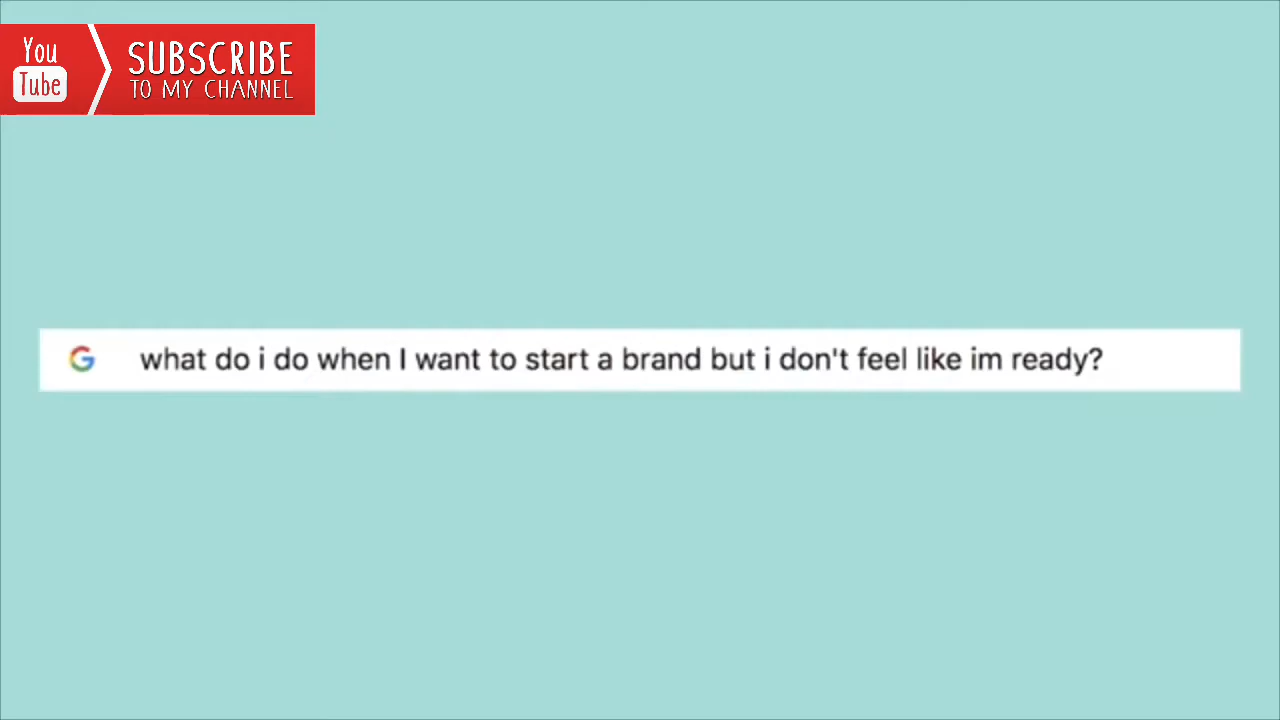 You
Tube
SUBSCRIBE
TO MY CHANNEL
G what do i do when I want to start a brand but i don't feel like im ready?